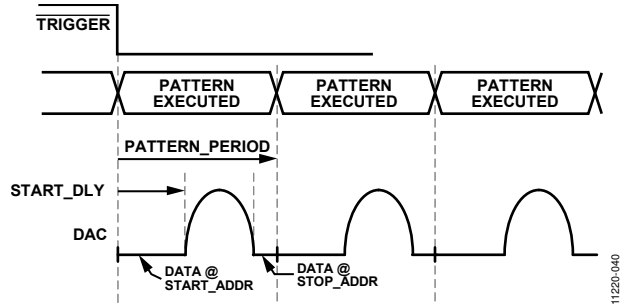 TRIGGER
PATTERN
EXECUTED
PATTERN
EXECUTED
PATTERN
EXECUTED
PATTERN_PERIOD
START_DLY
DAC
DATA @
START_ADDR
DATA @
STOP_ADDR
11220-040